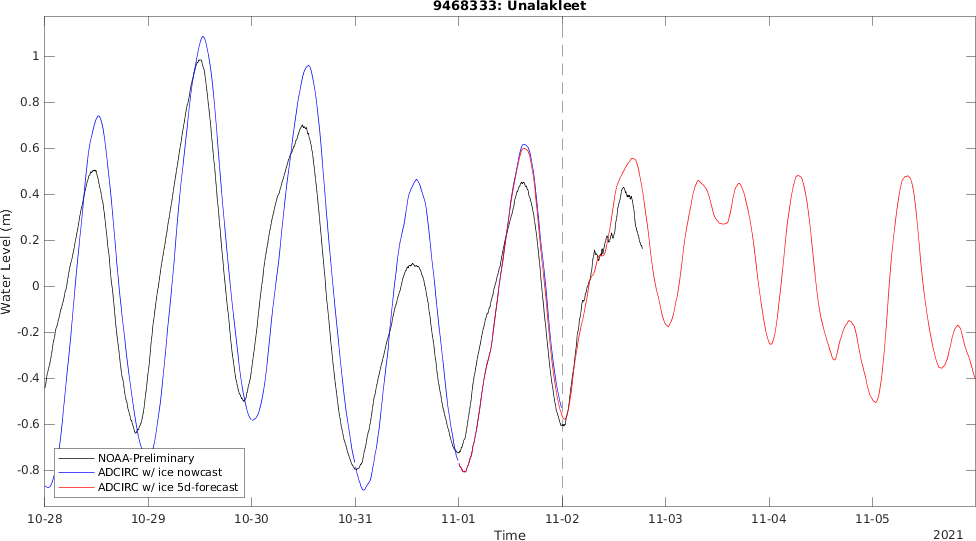 9468333: Unalakleet
Water Level (m)
1
0.8
0.6
0.4
0.2
0
-0.2
-0.4
-0.6
-0.8
NOAA-Preliminary
ADCIRC w/ ice nowcast
ADCIRC w/ ice 5d-forecast
10-28 10-29 10-30 10-31 11-01 11-02 11-03 11-04 11-05
Time
2021